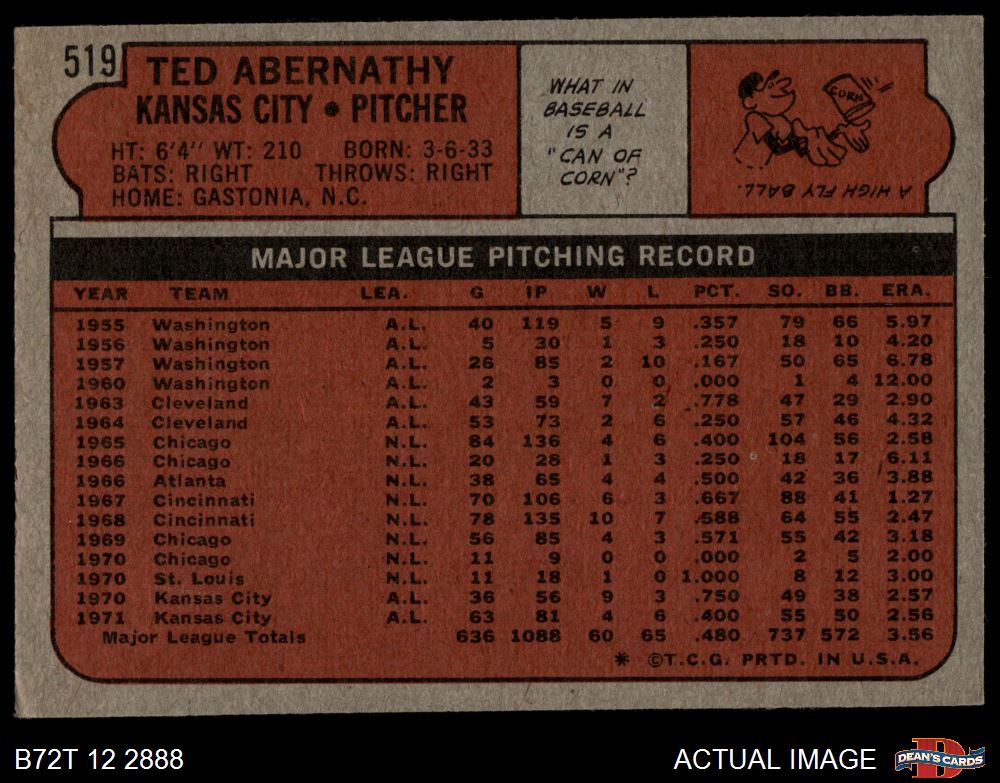 519
TED ABERNATHY
KANSAS CITY • PITCHER
HT: 6'4" WT: 210 BORN: 3-6-33
BATS: RIGHT THROWS: RIGHT
HOME: GASTONIA, N.C.
WHAT IN
BASEBALL
IS A
"CAN OF
CORN"?
CORN
A HIGH FLY BALL.
MAJOR LEAGUE PITCHING RECORD
YEAR TEAM LEA. G IP W L PCT. SO. BB. ERA.
1955 Washington A.L. 40 119 5 9 .357 79 66 5.97
1956 Washington A.L. 5 30 1 3 .250 18 10 4.20
1957 Washington A.L. 26 85 2 10 .167 50 65 6.78
1960 Washington A.L. 2 3 0 0 .000 1 4 12.00
1963 Cleveland A.L. 43 59 7 2 .778 47 29 2.90
1964 Cleveland A.L. 53 73 2 6 .250 57 46 4.32
1965 Chicago N.L. 84 136 4 6 .400 104 56 2.58
1966 Chicago N.L. 20 28 1 3 .250 18 17 6.11
1966 Atlanta N.L. 38 65 4 4 .500 42 36 3.88
1967 Cincinnati N.L. 70 106 6 3 .667 88 41 1.27
1968 Cincinnati N.L. 78 135 10 7 .588 64 55 2.47
1969 Chicago N.L. 56 85 4 3 .571 55 42 3.18
1970 Chicago N.L. 11 9 0 0 .000 2 5 2.00
1970 St. Louis N.L. 11 18 1 0 1.000 8 12 3.00
1970 Kansas City A.L. 36 56 9 3 .750 49 38 2.57
1971 Kansas City A.L. 63 81 4 6 .400 55 50 2.56
Major League Totals 636 1088 60 65 .480 737 572 3.56
* ©T.C.G. PRTD. IN U.S.A.
B72T 12 2888 ACTUAL IMAGE
D
DEAN'S CARDS